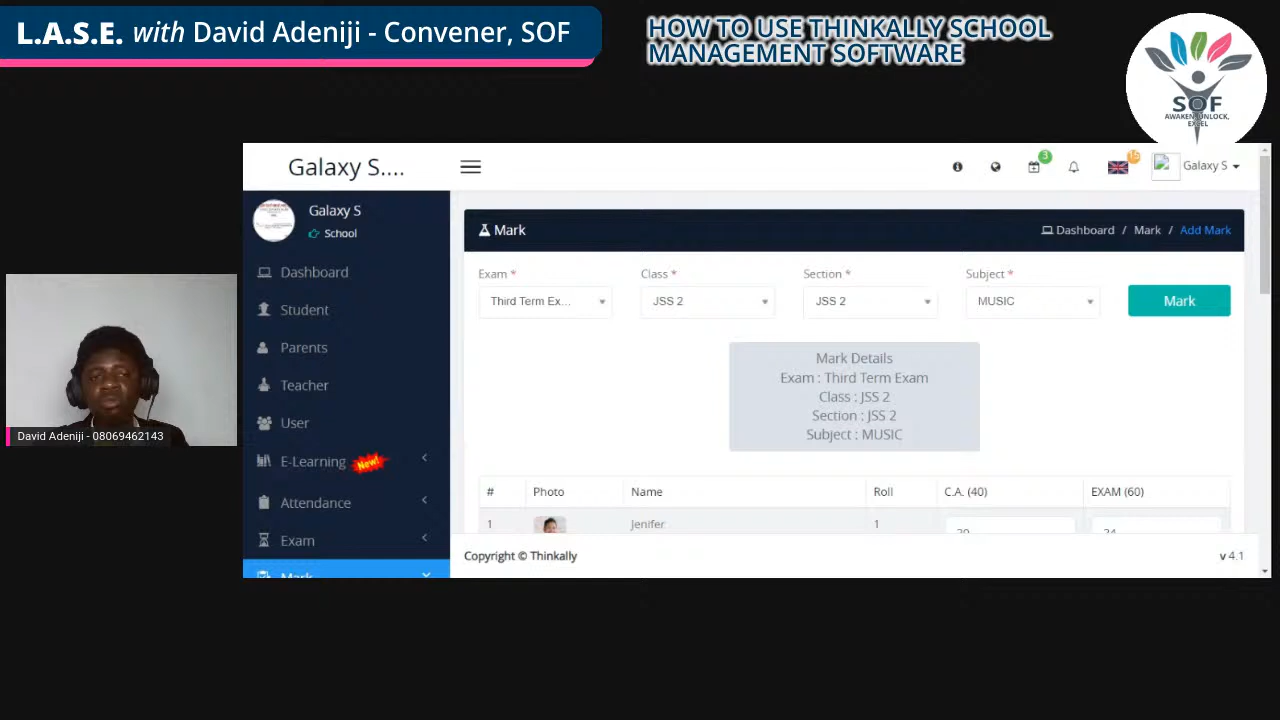 L.A.S.E. with David Adeniji - Convener, SOF
HOW TO USE THINKALLY SCHOOL
MANAGEMENT SOFTWARE
SOF
AWAKEN, UNLOCK,
EXCEL
Galaxy S....
3
15
Galaxy S
Galaxy S
School
Dashboard
Student
Parents
Teacher
User
E-Learning New!
Attendance
Exam
Mark
Mark
Dashboard / Mark / Add Mark
Exam * Class * Section * Subject *
Third Term Ex... JSS 2 JSS 2 MUSIC Mark
Mark Details
Exam : Third Term Exam
Class : JSS 2
Section : JSS 2
Subject : MUSIC
# Photo Name Roll C.A. (40) EXAM (60)
1 Jenifer 1
Copyright © Thinkally v 4.1
David Adeniji - 08069462143